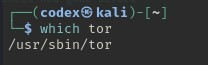 ┌──(codex㉿kali)-[~]
└─$ which tor
/usr/sbin/tor